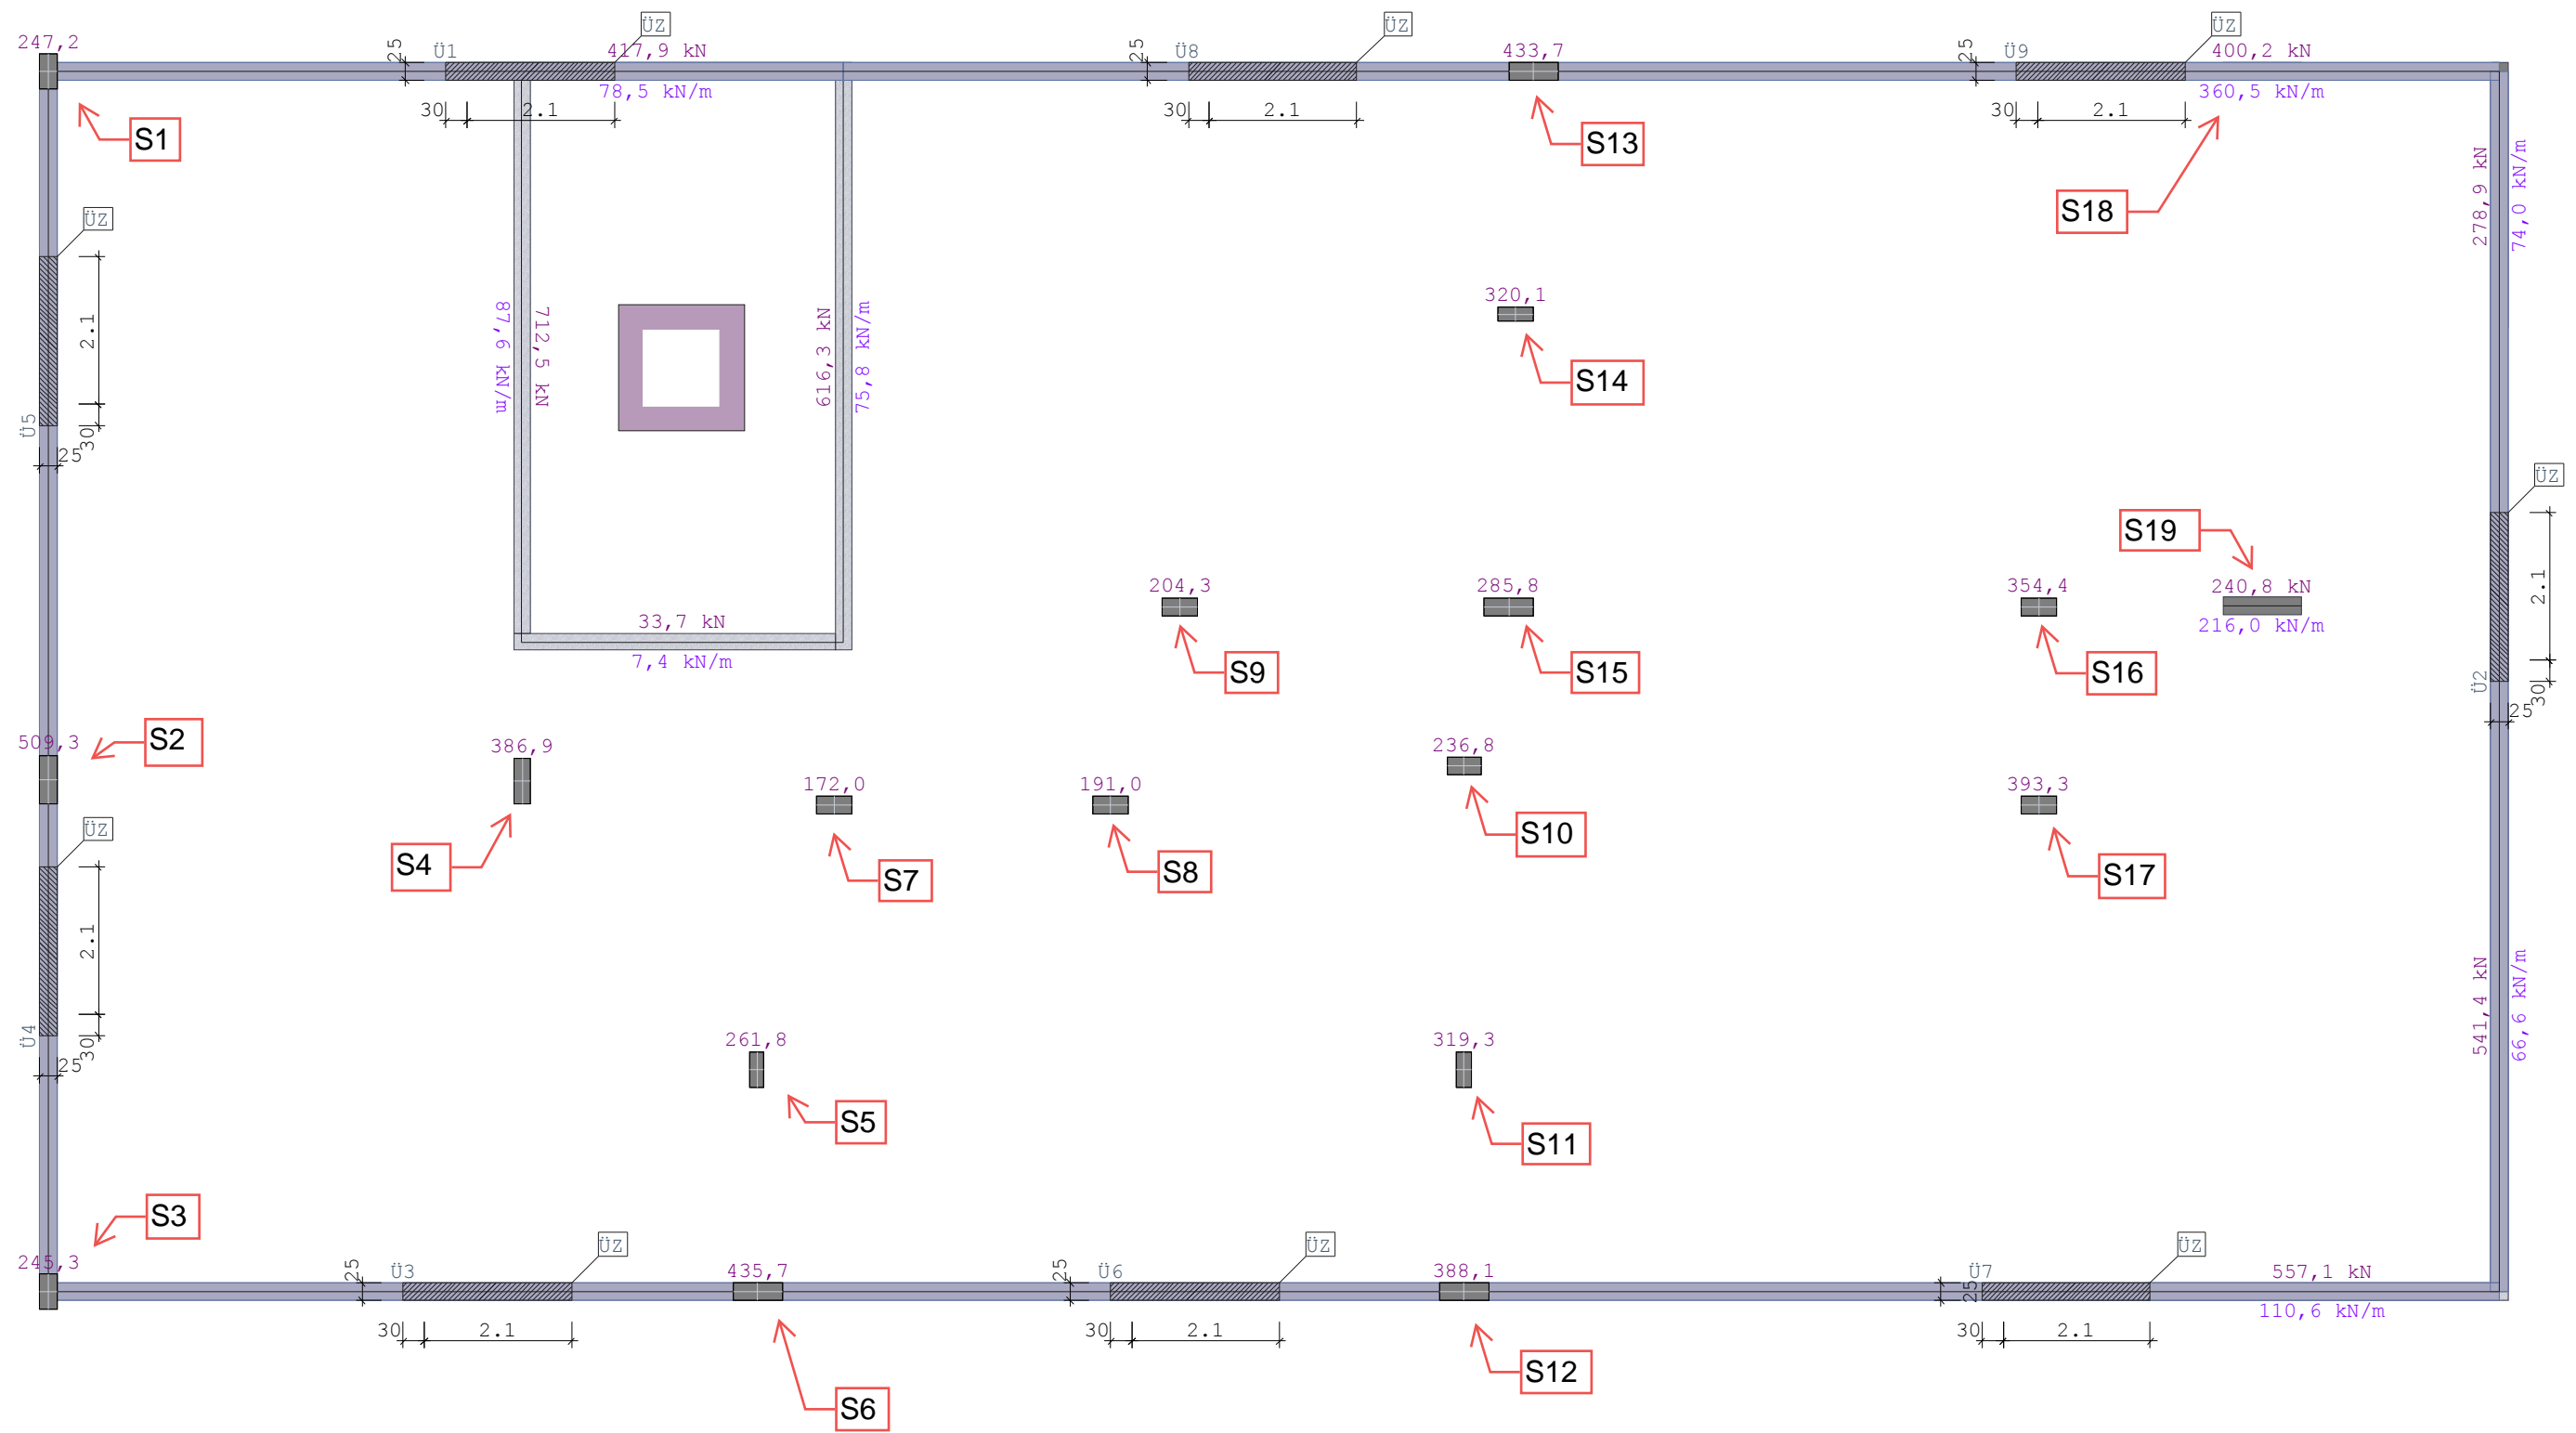 247,2
25
Ü1
417,9 kN
ÜZ
25
Ü8
ÜZ
433,7
25
Ü9
400,2 kN
ÜZ
78,5 kN/m
360,5 kN/m
30
2.1
30
2.1
30
2.1
S1
S13
S18
278,9 kN
74,0 kN/m
ÜZ
2.1
Ü5
30
25
87,6 kN/m
712,5 kN
616,3 kN
75,8 kN/m
320,1
S14
ÜZ
S19
2.1
Ü2
30
25
204,3
285,8
354,4
240,8 kN
216,0 kN/m
33,7 kN
7,4 kN/m
S9
S15
S16
S2
509,3
386,9
236,8
172,0
191,0
393,3
ÜZ
S4
S7
S8
S10
S17
2.1
Ü4
30
25
541,4 kN
66,6 kN/m
261,8
319,3
S5
S11
S3
245,3
25
Ü3
ÜZ
435,7
25
Ü6
ÜZ
388,1
25
Ü7
ÜZ
557,1 kN
110,6 kN/m
30
2.1
30
2.1
30
2.1
S12
S6